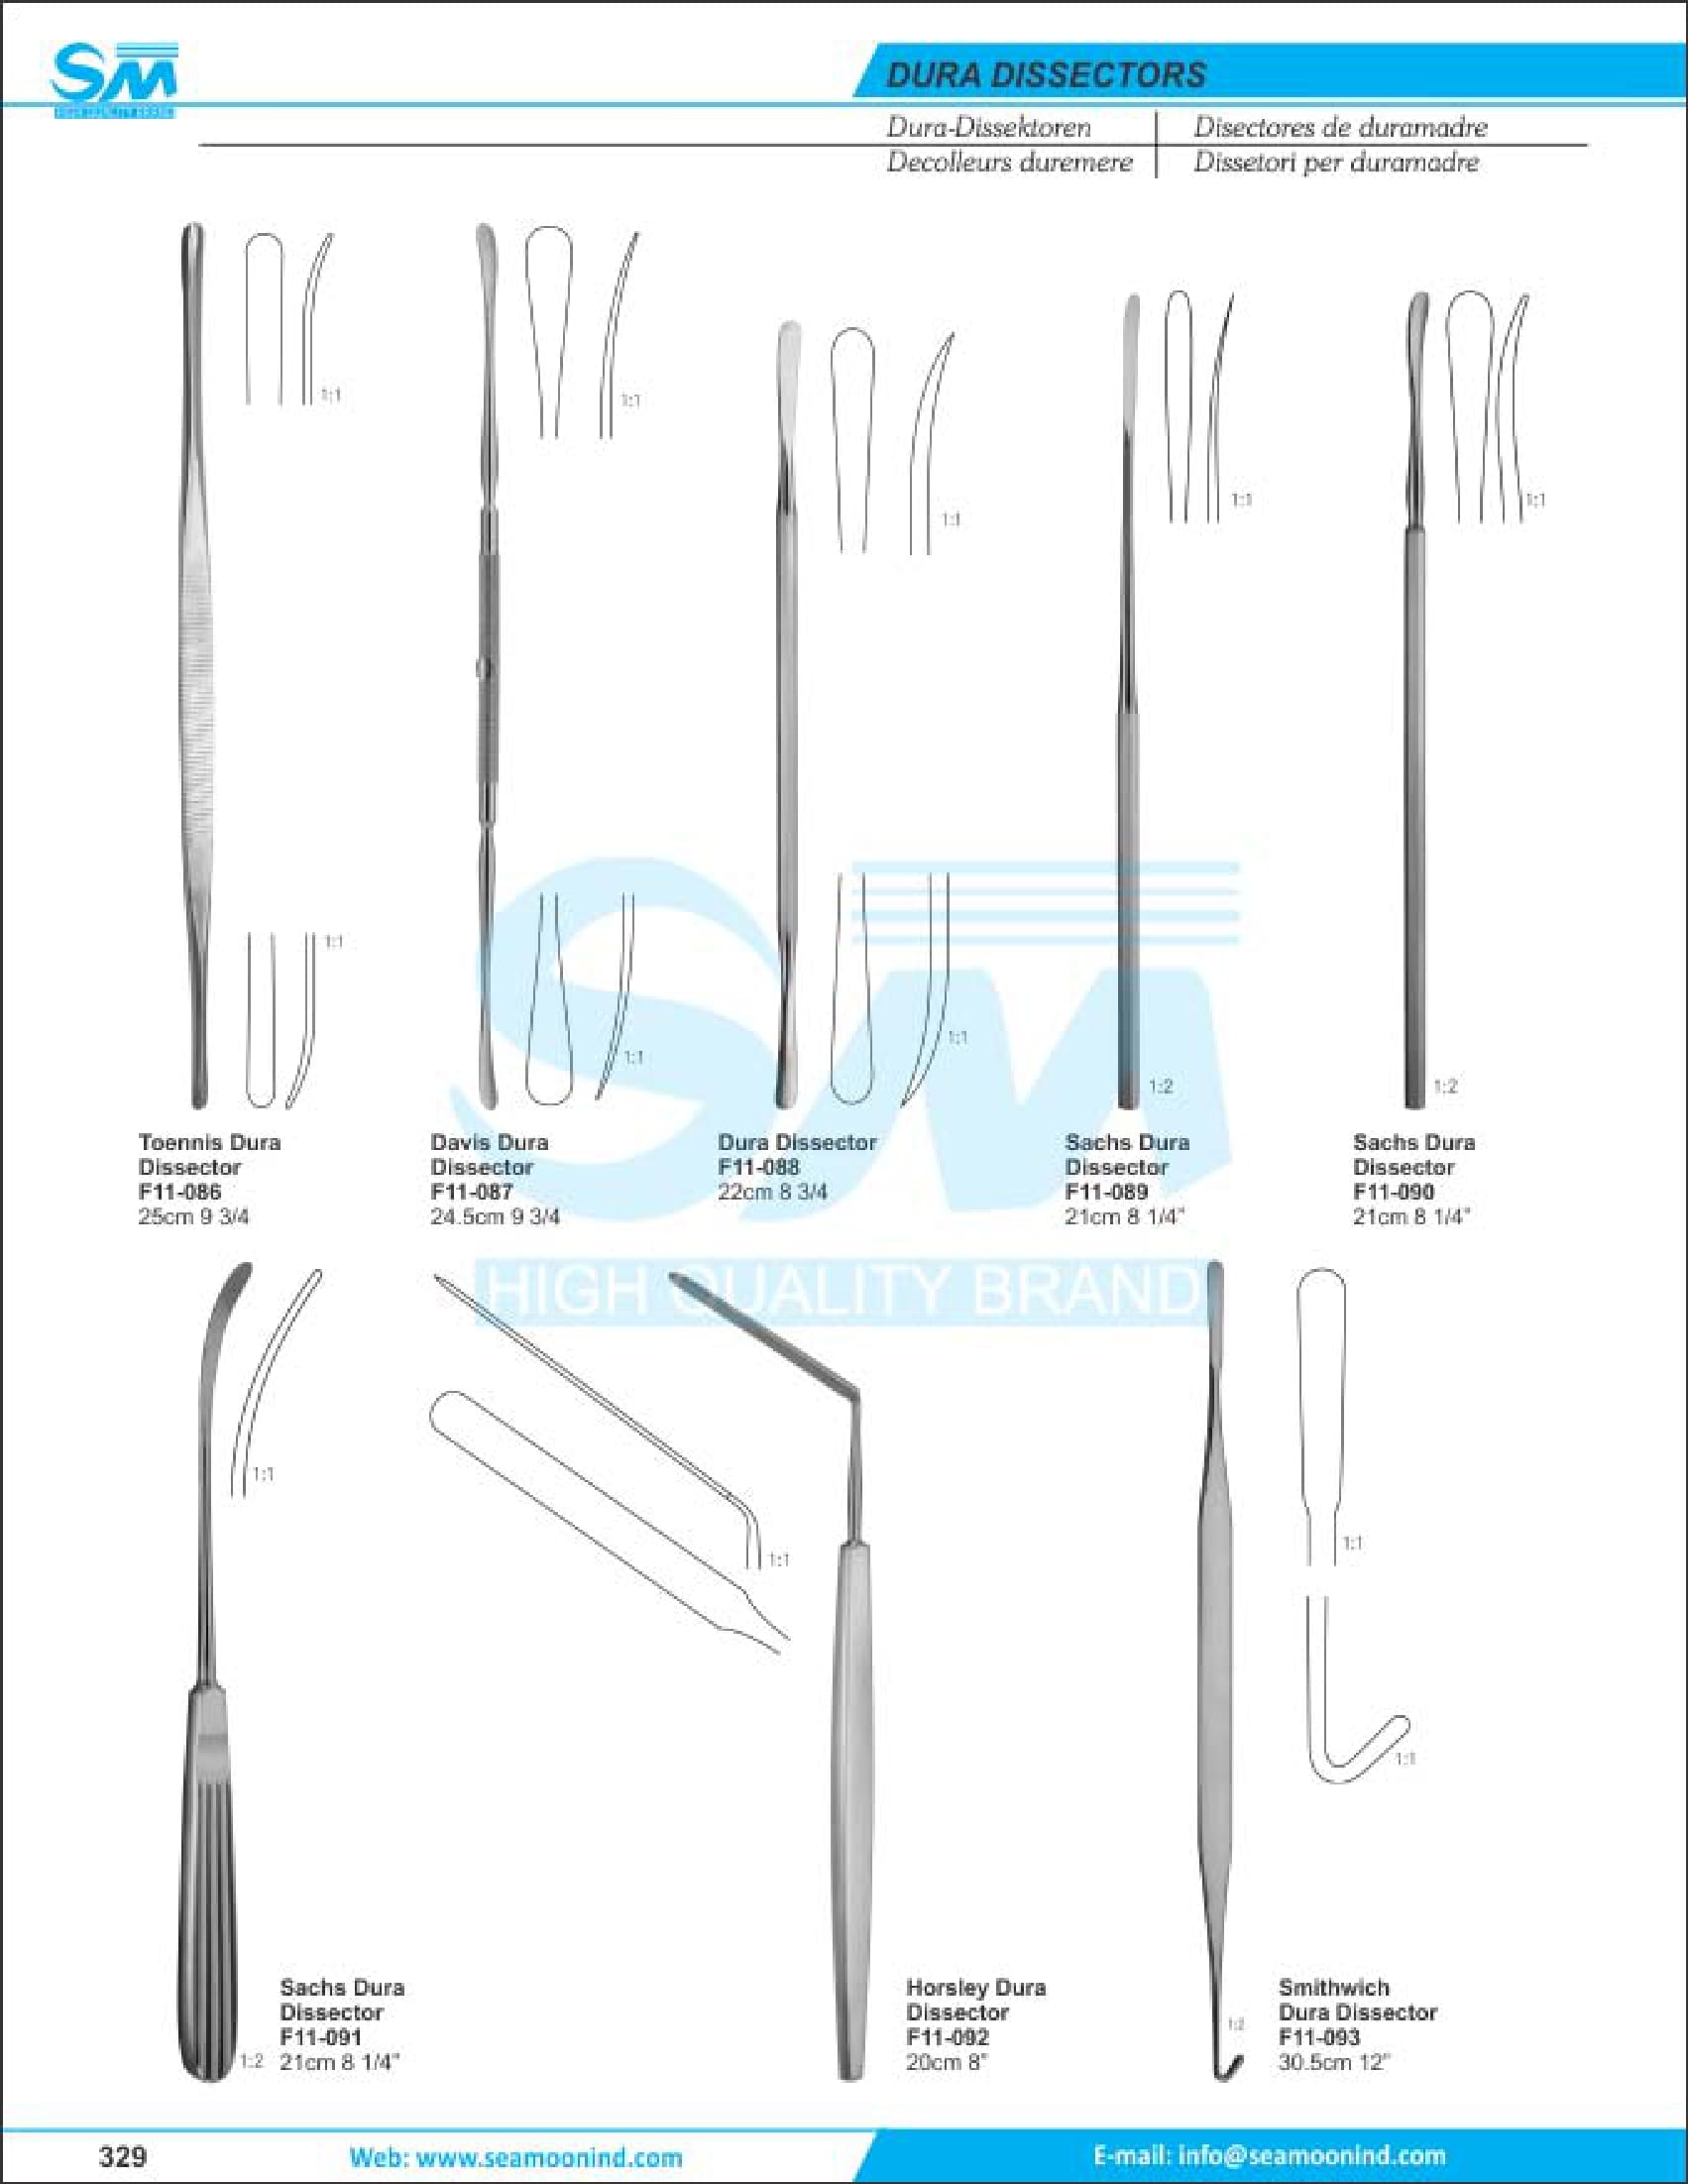 SM
DURA DISSECTORS
Dura-Dissektoren
Disectores de duramadre
Decolleurs duremere
Dissetori per duramadre
1:1
1:1
1:1
1:1
1:1
1:1
1:1
1:1
1:2
1:2
Toennis Dura
Dissector
F11-086
25cm 9 3/4
Davis Dura
Dissector
F11-087
24.5cm 9 3/4
Dura Dissector
F11-088
22cm 8 3/4
Sachs Dura
Dissector
F11-089
21cm 8 1/4"
Sachs Dura
Dissector
F11-090
21cm 8 1/4"
SM
HIGH QUALITY BRAND
1:1
1:1
1:1
1:1
Sachs Dura
Dissector
F11-091
1:2 21cm 8 1/4"
Horsley Dura
Dissector
F11-092
20cm 8"
1:2
Smithwich
Dura Dissector
F11-093
30.5cm 12"
329
Web: www.seamoonind.com
E-mail: info@seamoonind.com